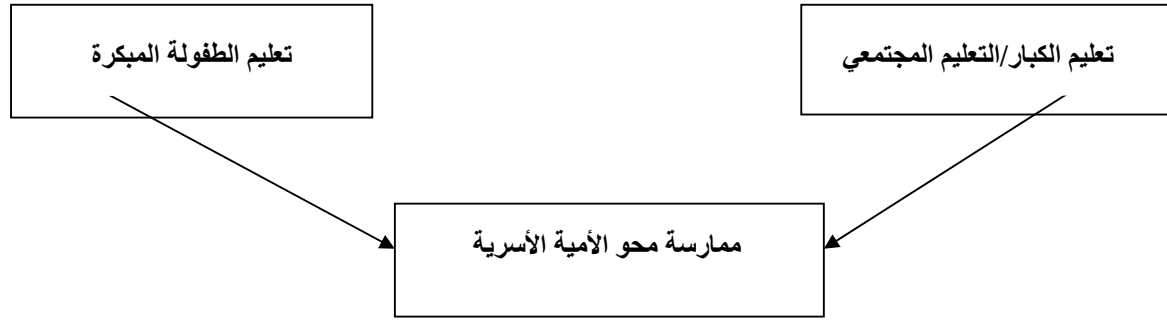 تعليم الكبار/التعليم المجتمعي
تعليم الطفولة المبكرة
ممارسة محو الأمية الأسرية